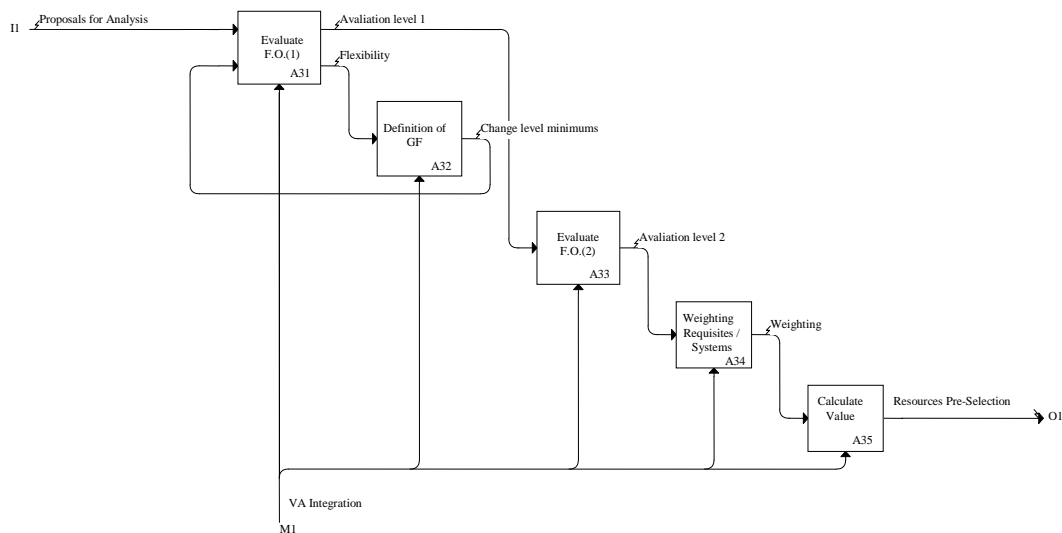 I1
Proposals for Analysis
Avaliation level 1
Evaluate
F.O.(1)
A31
Flexibility
Definition of
GF
A32
Change level minimums
Evaluate
F.O.(2)
A33
Avaliation level 2
Weighting
Requisites /
Systems
A34
Weighting
Calculate
Value
A35
Resources Pre-Selection
O1
VA Integration
M1